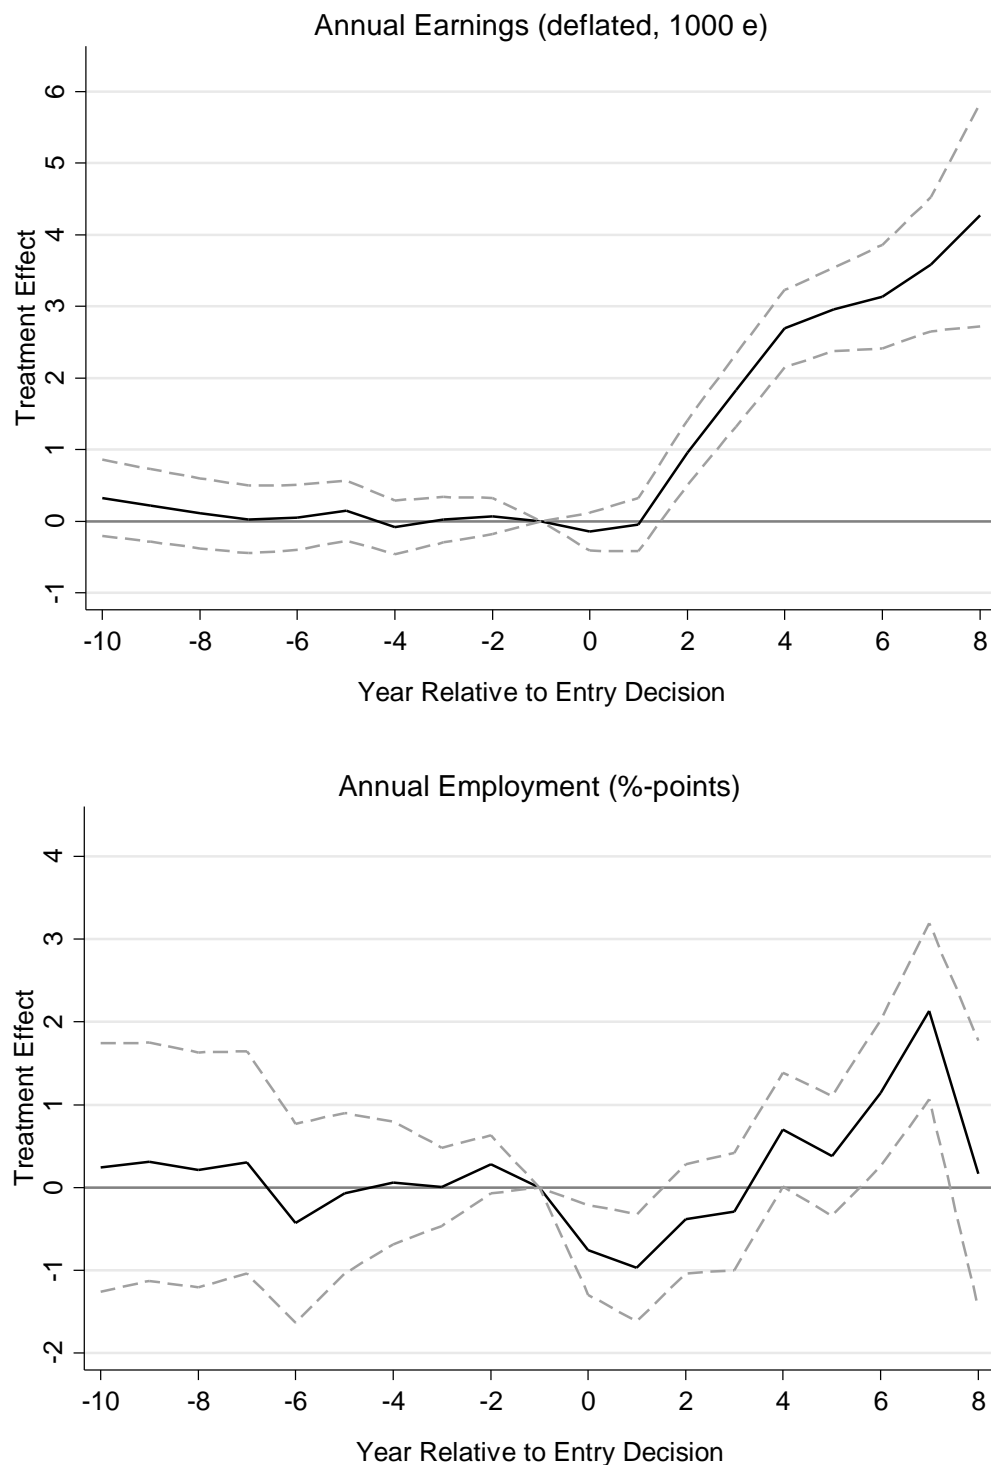 Annual Earnings (deflated, 1000 e)
6
5
4
3
2
1
0
-1
Treatment Effect
-10 -8 -6 -4 -2 0 2 4 6 8
Year Relative to Entry Decision
Annual Employment (%-points)
4
3
2
1
0
-1
-2
Treatment Effect
-10 -8 -6 -4 -2 0 2 4 6 8
Year Relative to Entry Decision